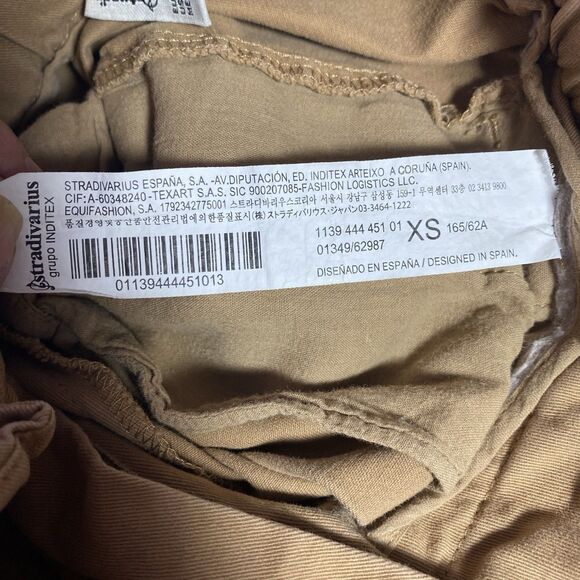 stradivarius
grupo INDITEX
STRADIVARIUS ESPAÑA, S.A. -AV.DIPUTACIÓN, ED. INDITEX ARTEIXO A CORUÑA (SPAIN).
CIF:A-60348240 -TEXART S.A.S. SIC 900207085-FASHION LOGISTICS LLC.
EQUIFASHION, S.A. 1792342775001 스트라디바리우스코리아 서울시 강남구 삼성동 159-1 무역센터 33층 02 3413 9800
품질경영및공산품안전관리법에의한품질표시(株) ストラディバリウス・ジャパン03-3464-1222
01139444451013
1139 444 451 01 XS 165/62A
01349/62987
DISEÑADO EN ESPAÑA / DESIGNED IN SPAIN.